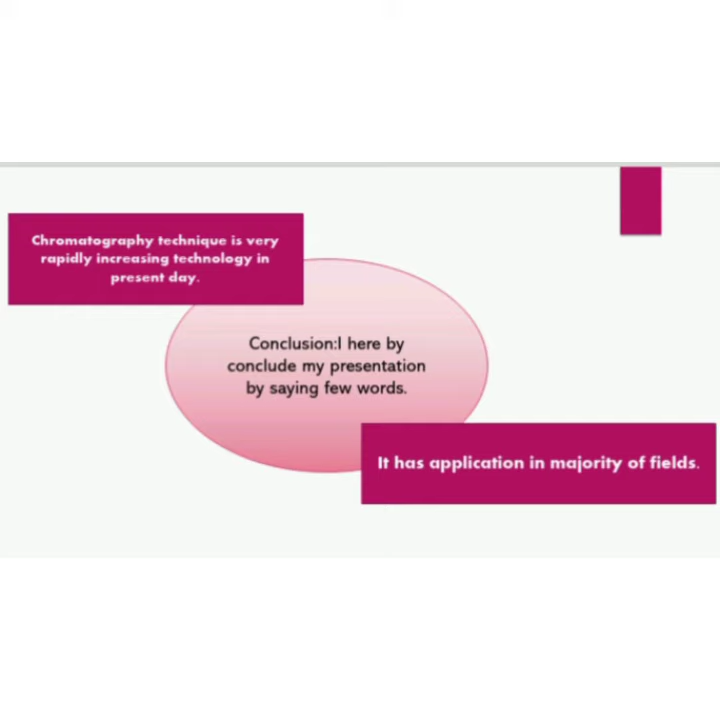 Chromatography technique is very
rapidly increasing technology in
present day.
Conclusion:I here by
conclude my presentation
by saying few words.
It has application in majority of fields.